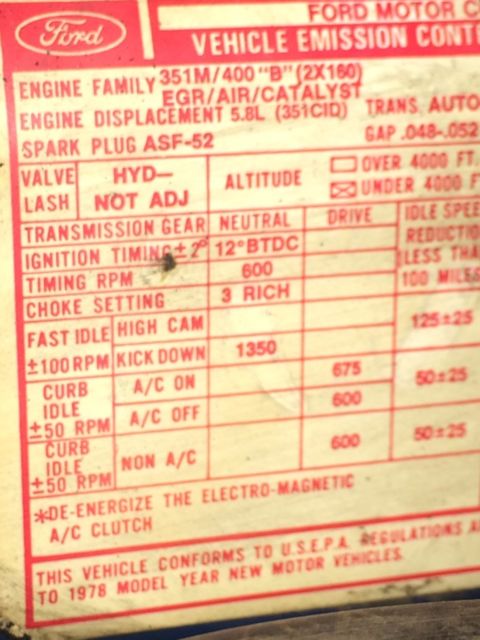 Ford
FORD MOTOR C
VEHICLE EMISSION CONT
ENGINE FAMILY 351M/400 "B" (2X160)
EGR/AIR/CATALYST
ENGINE DISPLACEMENT 5.8L (351CID) TRANS. AUTO
SPARK PLUG ASF-52 GAP .048-.052
VALVE LASH HYD- NOT ADJ ALTITUDE OVER 4000 FT.
UNDER 4000 F
TRANSMISSION GEAR NEUTRAL DRIVE IDLE SPEE
REDUCTIO
LESS THA
100 MILES
IGNITION TIMING ± 2° 12°BTDC
TIMING RPM 600
CHOKE SETTING 3 RICH
FAST IDLE ±100 RPM HIGH CAM 125±25
KICK DOWN 1350
CURB IDLE ±50 RPM A/C ON 675 50±25
A/C OFF 600
CURB IDLE ±50 RPM NON A/C 600 50±25
*DE-ENERGIZE THE ELECTRO-MAGNETIC
A/C CLUTCH
THIS VEHICLE CONFORMS TO U.S.E.P.A. REGULATIONS A
TO 1978 MODEL YEAR NEW MOTOR VEHICLES.